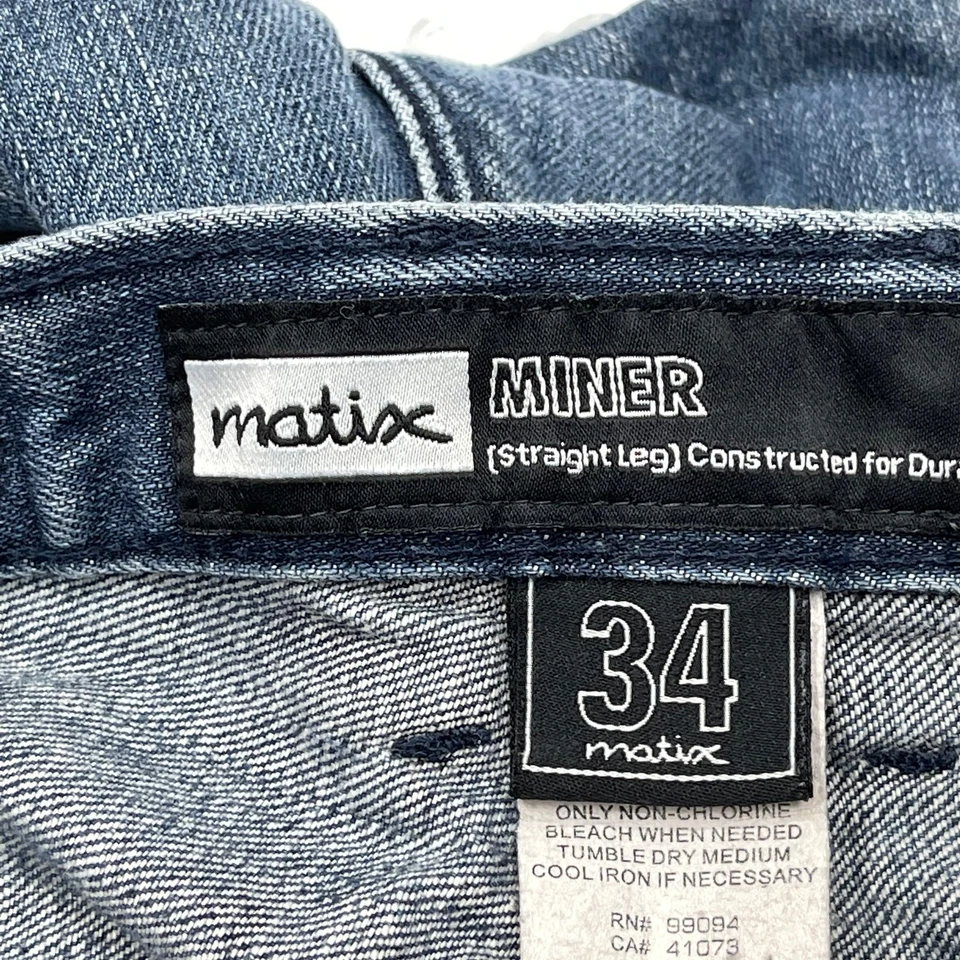 matix MINER
(Straight Leg) Constructed for
34
matix
ONLY NON-CHLORINE
BLEACH WHEN NEEDED
TUMBLE DRY MEDIUM
COOL IRON IF NECESSARY
RN# 99094
CA# 41073